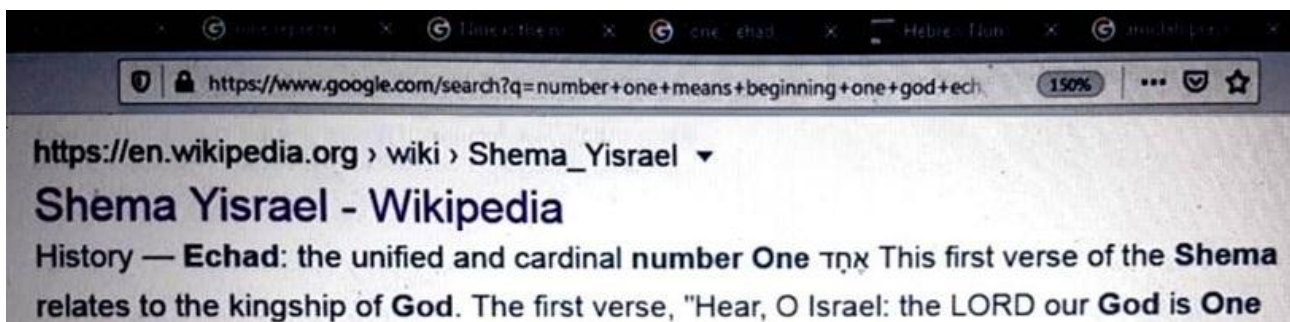 one echad
https://www.google.com/search?q=number+one+means+beginning+one+god+ech
150%
https://en.wikipedia.org › wiki › Shema_Yisrael
Shema Yisrael - Wikipedia
History — Echad: the unified and cardinal number One אֶחָד This first verse of the Shema
relates to the kingship of God. The first verse, "Hear, O Israel: the LORD our God is One